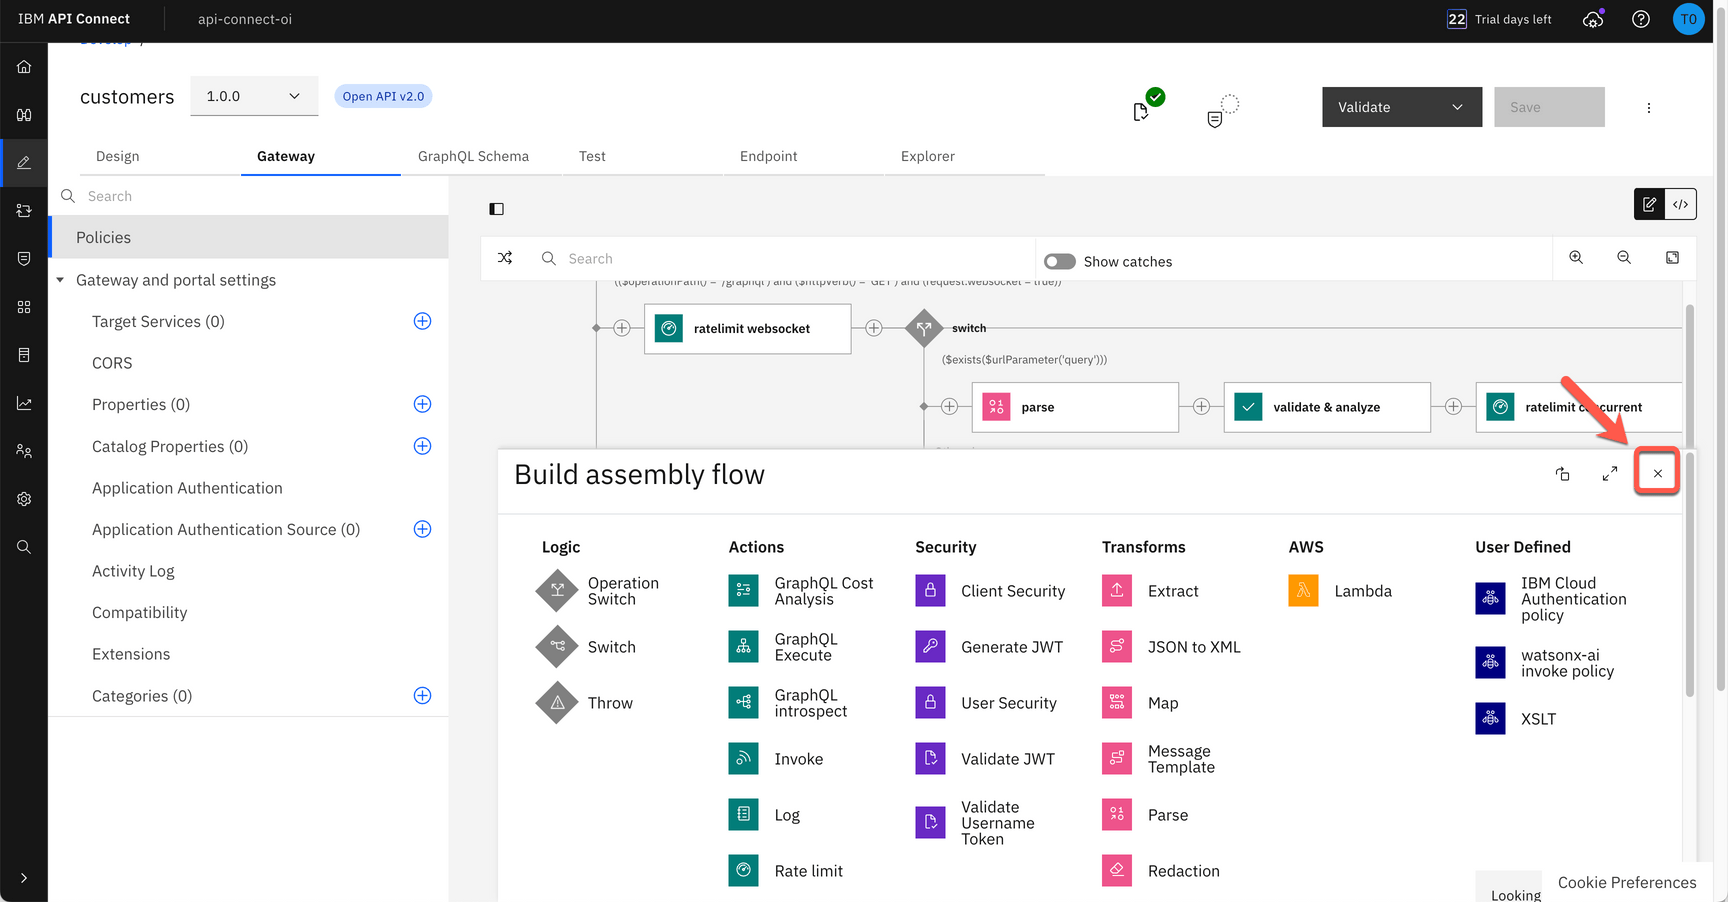 IBM API Connect
api-connect-oi
22 Trial days left
T0
customers
1.0.0
Open API v2.0
Validate
Save
Design
Gateway
GraphQL Schema
Test
Endpoint
Explorer
Search
Policies
Gateway and portal settings
Target Services (0)
CORS
Properties (0)
Catalog Properties (0)
Application Authentication
Application Authentication Source (0)
Activity Log
Compatibility
Extensions
Categories (0)
Search
Show catches
(($operationPath() = '/graphql') and ($httpVerb() = 'GET') and (request.websocket = true))
ratelimit websocket
switch
($exists($urlParameter('query')))
parse
validate & analyze
ratelimit concurrent
Build assembly flow
Logic
Operation
Switch
Switch
Throw
Actions
GraphQL Cost
Analysis
GraphQL
Execute
GraphQL
introspect
Invoke
Log
Rate limit
Security
Client Security
Generate JWT
User Security
Validate JWT
Validate
Username
Token
Transforms
Extract
JSON to XML
Map
Message
Template
Parse
Redaction
AWS
Lambda
User Defined
IBM Cloud
Authentication
policy
watsonx-ai
invoke policy
XSLT
Looking
Cookie Preferences